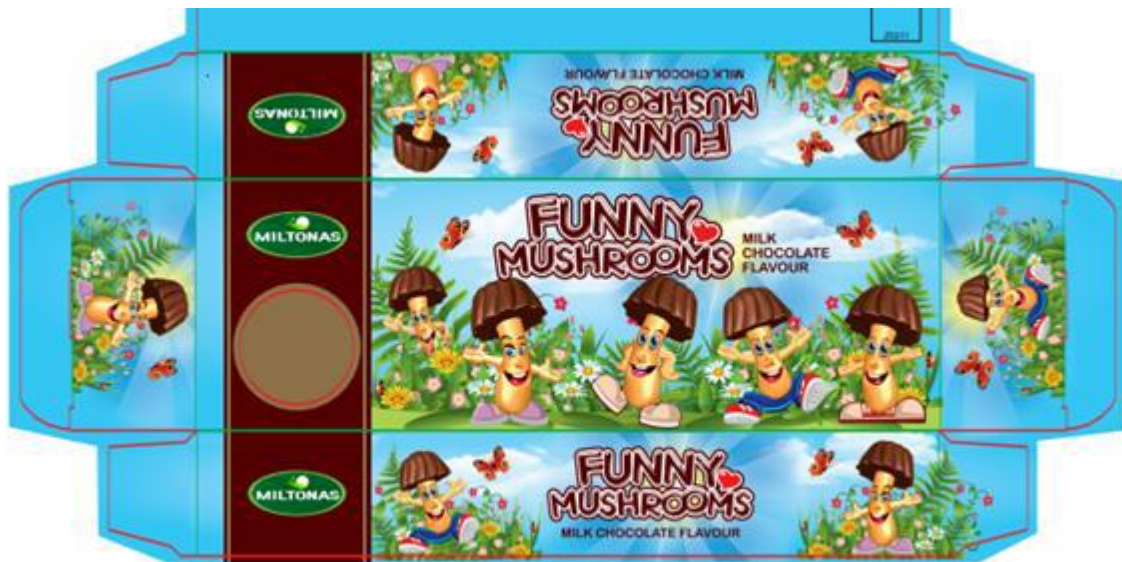 MILTONAS
MILK CHOCOLATE FLAVOUR
FUNNY
MUSHROOMS
MILTONAS
FUNNY
MUSHROOMS
MILK
CHOCOLATE
FLAVOUR
MILTONAS
FUNNY
MUSHROOMS
MILK CHOCOLATE FLAVOUR